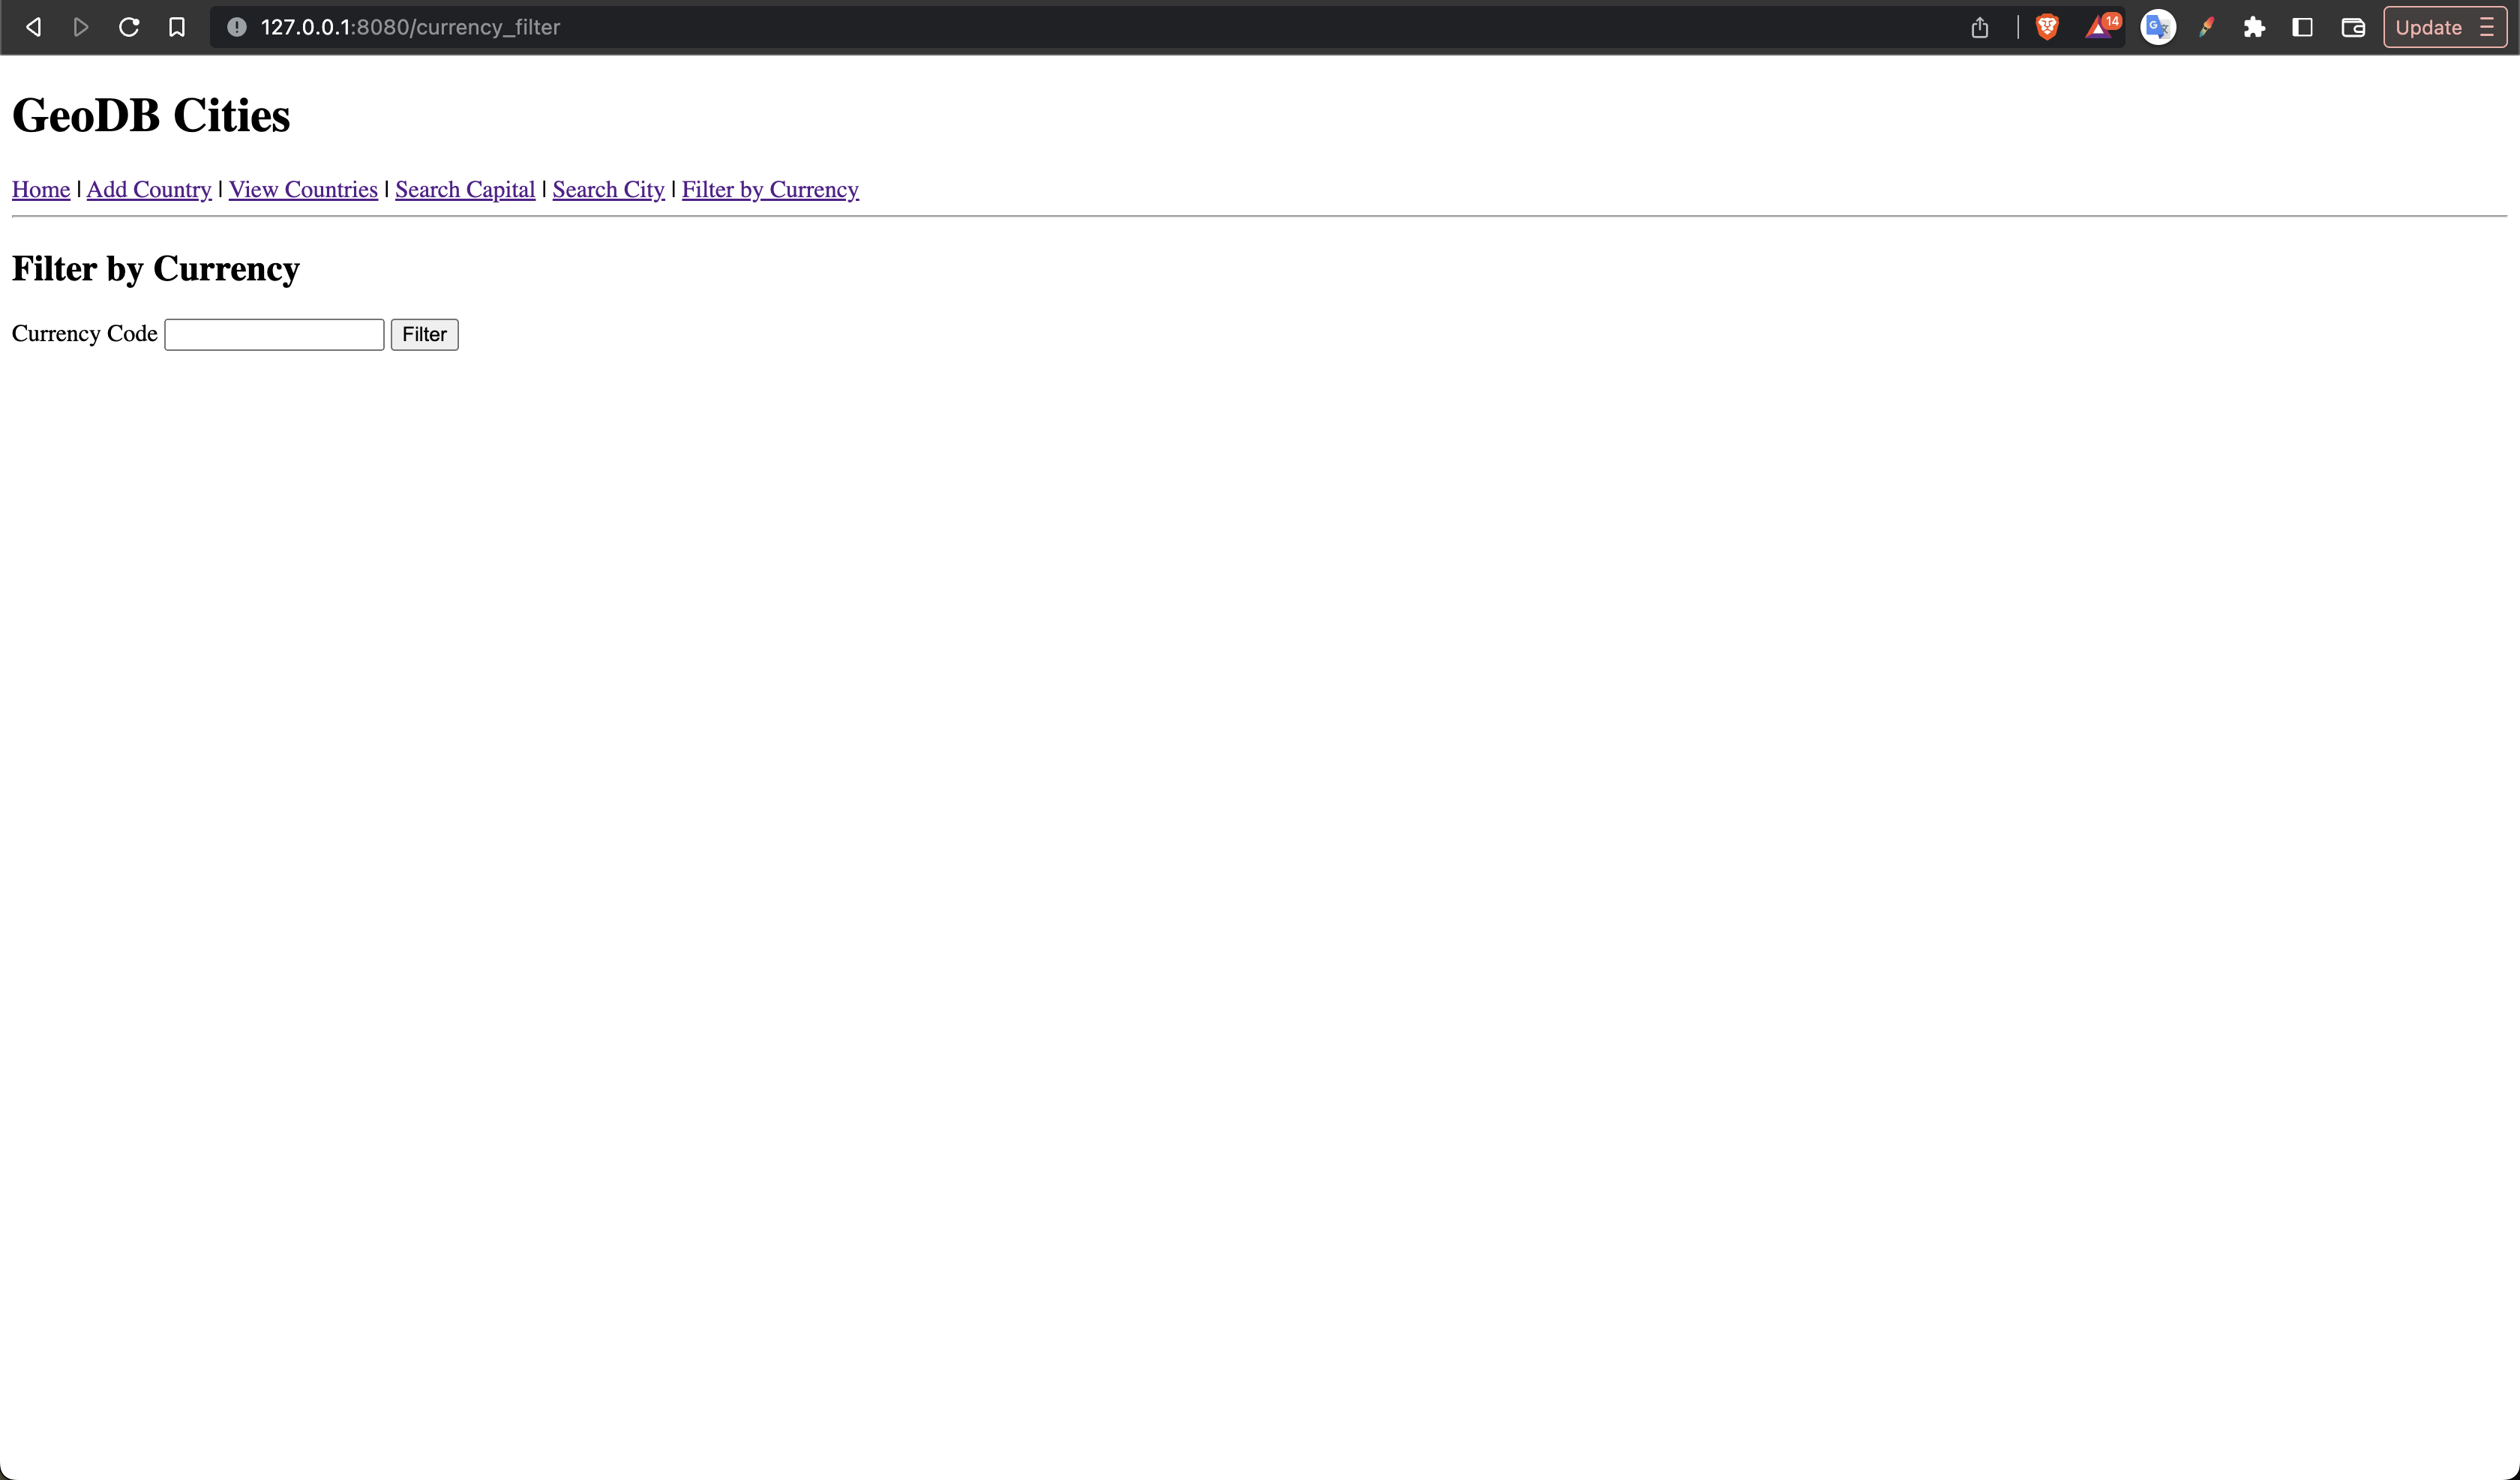 127.0.0.1:8080/currency_filter 14 Update
GeoDB Cities
Home | Add Country | View Countries | Search Capital | Search City | Filter by Currency
Filter by Currency
Currency Code Filter